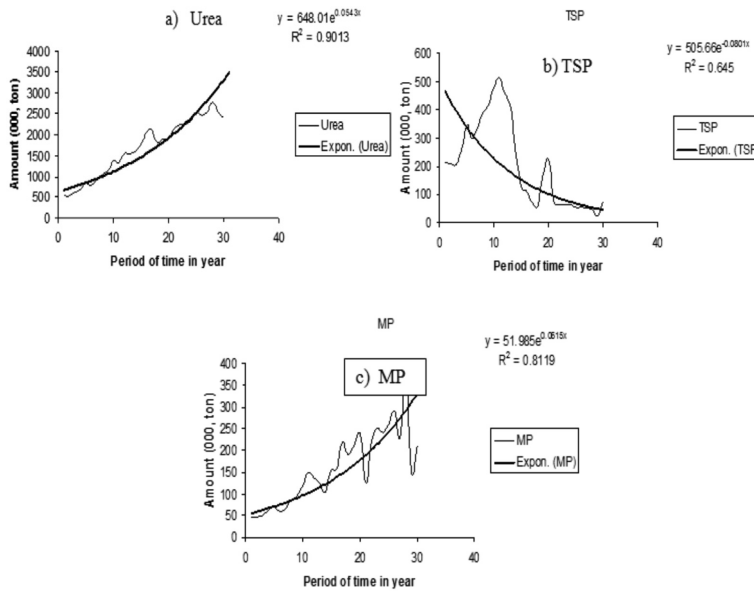 a) Urea
y = 648.01e^0.0543x
R² = 0.9013
4000
3500
3000
2500
2000
1500
1000
500
0
0 10 20 30 40
Amount (000, ton)
Period of time in year
Urea
Expon. (Urea)
TSP
b) TSP
y = 505.66e^-0.0801x
R² = 0.645
600
500
400
300
200
100
0
0 10 20 30 40
Amount (000, ton)
Period of time in year
TSP
Expon. (TSP
MP
c) MP
y = 51.985e^0.0615x
R² = 0.8119
400
350
300
250
200
150
100
50
0
0 10 20 30 40
Amount (000, ton)
Period of time in year
MP
Expon. (MP)